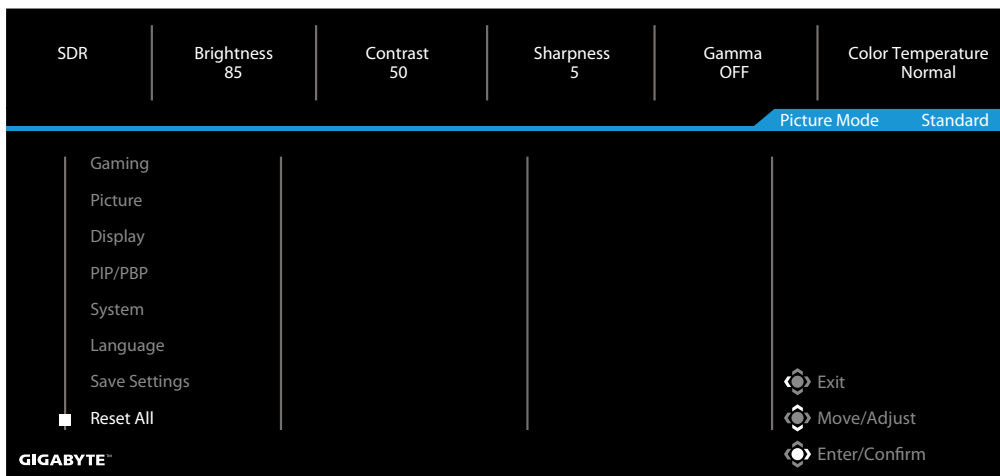 SDR
Brightness
85
Contrast
50
Sharpness
5
Gamma
OFF
Color Temperature
Normal
Picture Mode Standard
Gaming
Picture
Display
PIP/PBP
System
Language
Save Settings
Reset All
Exit
Move/Adjust
Enter/Confirm
GIGABYTE™